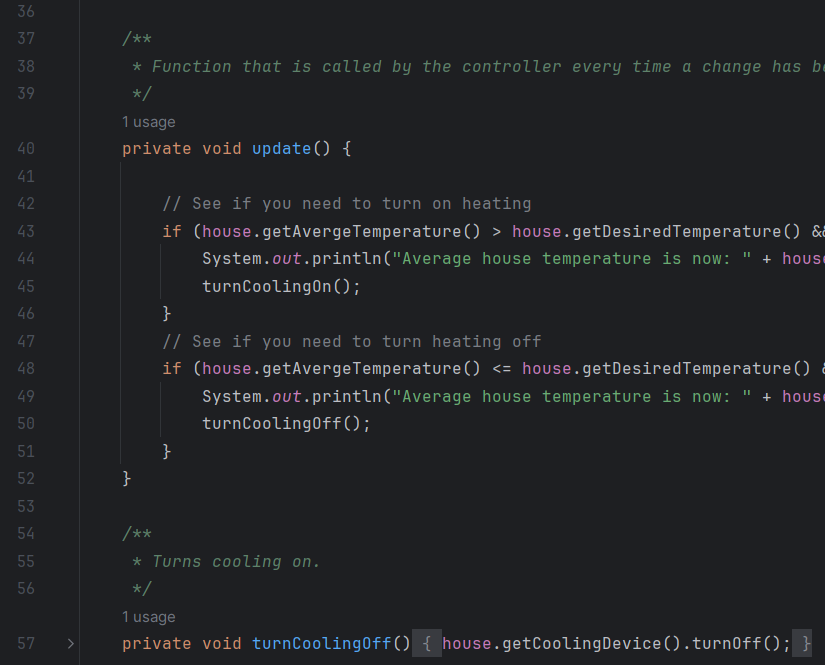 36
37 /**
38 * Function that is called by the controller every time a change has
39 */
1 usage
40 private void update() {
41
42 // See if you need to turn on heating
43 if (house.getAvergeTemperature() > house.getDesiredTemperature() &&
44 System.out.println("Average house temperature is now: " + hous
45 turnCoolingOn();
46 }
47 // See if you need to turn heating off
48 if (house.getAvergeTemperature() <= house.getDesiredTemperature() &
49 System.out.println("Average house temperature is now: " + hous
50 turnCoolingOff();
51 }
52 }
53
54 /**
55 * Turns cooling on.
56 */
1 usage
57 private void turnCoolingOff() { house.getCoolingDevice().turnOff(); }